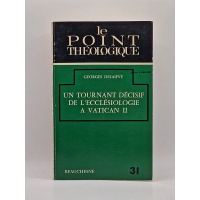 le
POINT
THÉOLOGIQUE
GEORGES DEJAIFVE
UN TOURNANT DÉCISIF
DE L'ECCLÉSIOLOGIE
A VATICAN II
BEAUCHESNE
31